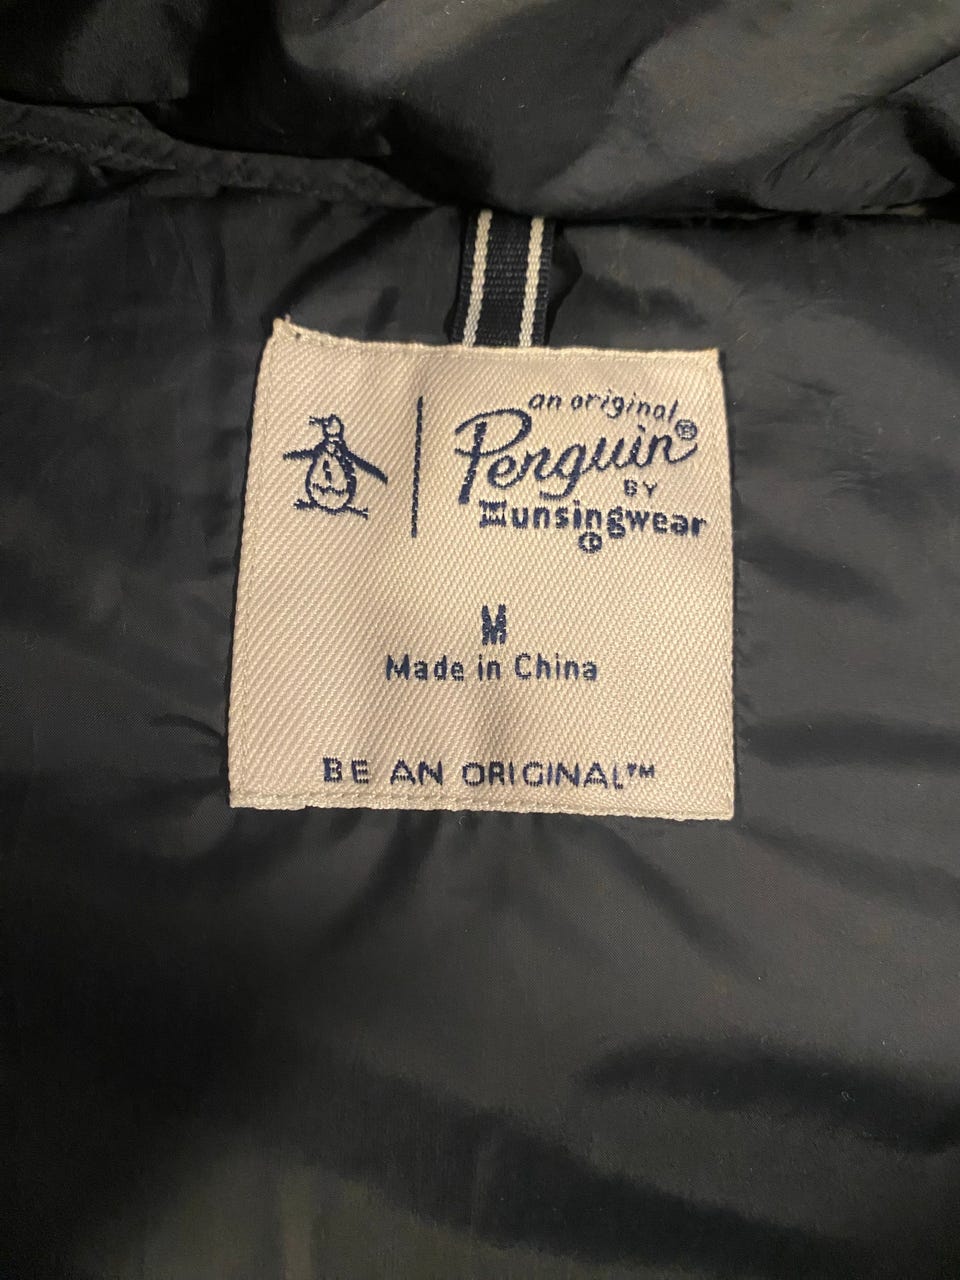 an original
Penguin®
BY
Munsingwear
M
Made in China
BE AN ORIGINAL™